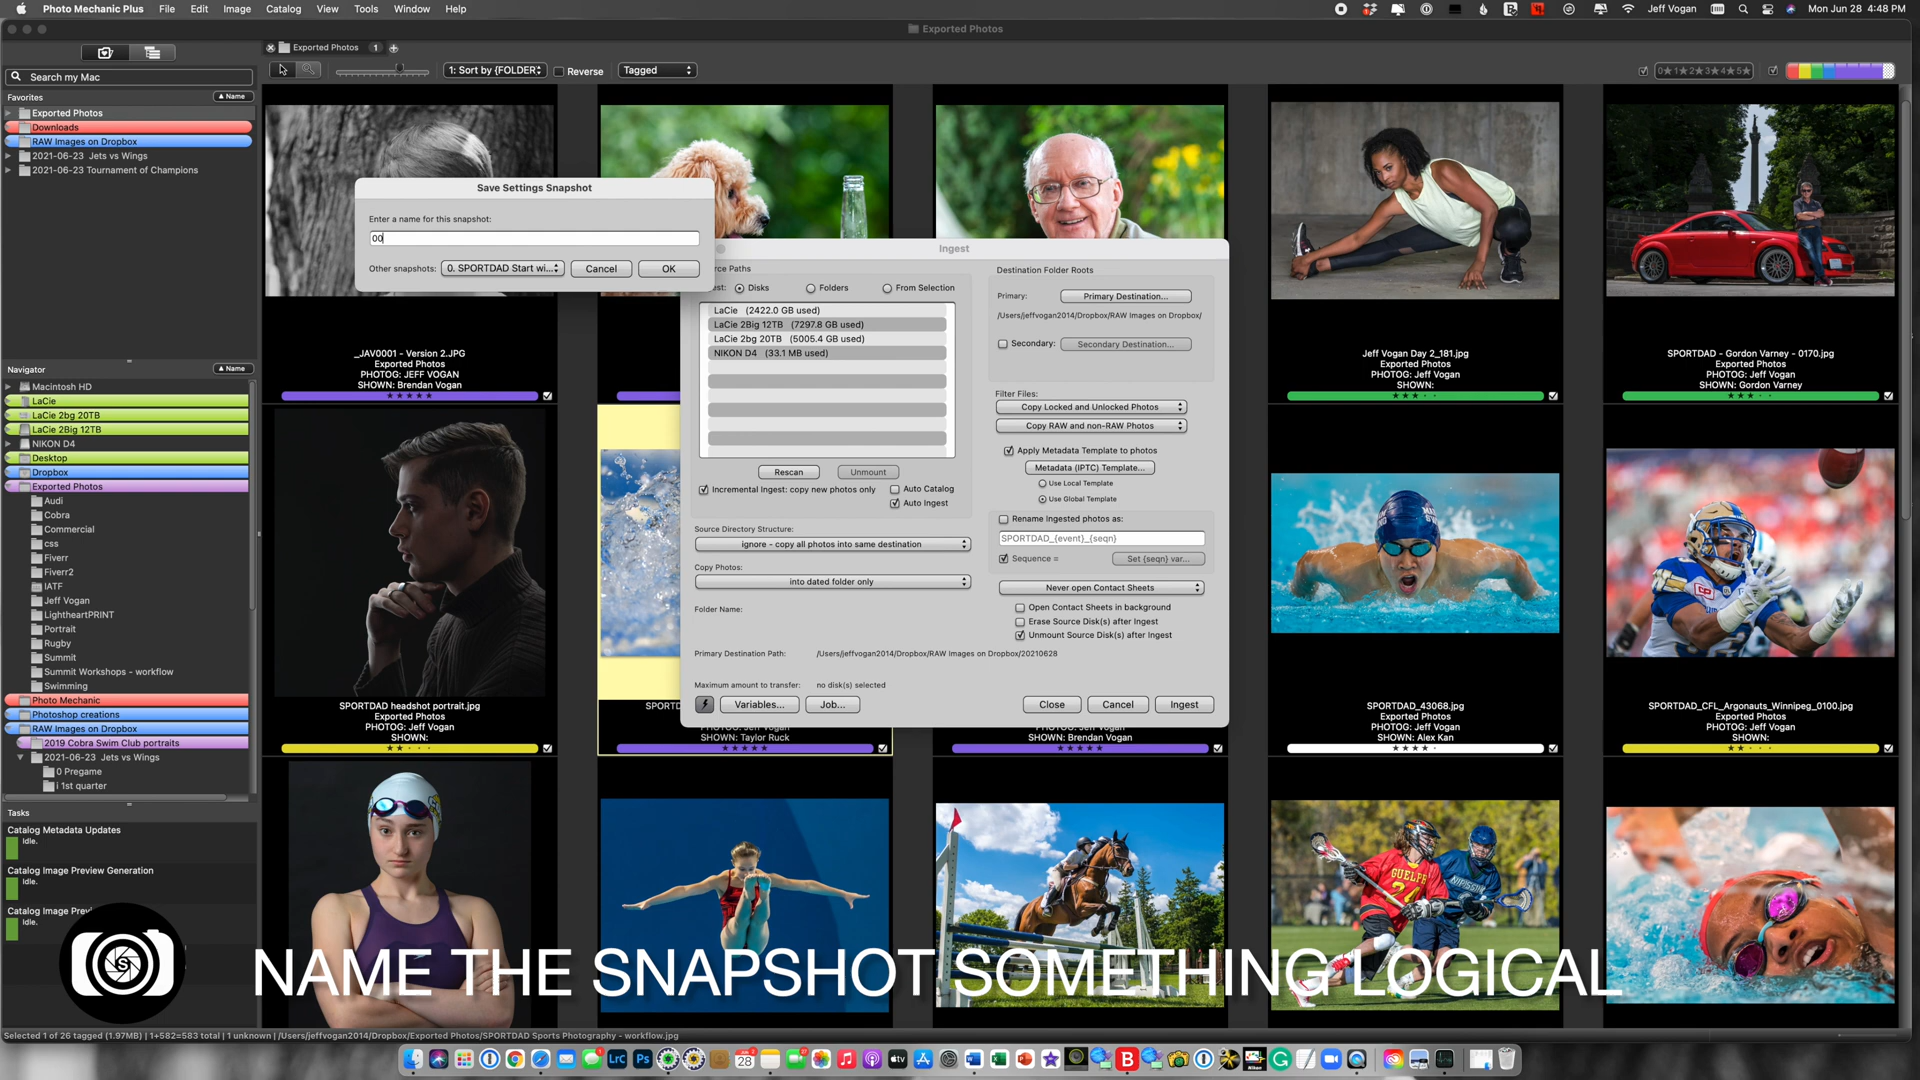 Photo Mechanic Plus File Edit Image Catalog View Tools Window Help
Jeff Vogan Mon Jun 28 4:48 PM
Exported Photos
Exported Photos 1
1: Sort by {FOLDER} Reverse Tagged
0★1★2★3★4★5★
Search my Mac
Favorites Name
Exported Photos
Downloads
RAW Images on Dropbox
2021-06-23 Jets vs Wings
2021-06-23 Tournament of Champions
Navigator Name
Macintosh HD
LaCie
LaCie 2bg 20TB
LaCie 2Big 12TB
NIKON D4
Desktop
Dropbox
Exported Photos
Audi
Cobra
Commercial
css
Fiverr
Fiverr2
IATF
Jeff Vogan
LightheartPRINT
Portrait
Rugby
Summit
Summit Workshops - workflow
Swimming
Photo Mechanic
Photoshop creations
RAW Images on Dropbox
2019 Cobra Swim Club portraits
2021-06-23 Jets vs Wings
0 Pregame
i 1st quarter
Tasks
Catalog Metadata Updates
Idle.
Catalog Image Preview Generation
Idle.
Catalog Image Prev
Idle.
Save Settings Snapshot
Enter a name for this snapshot:
00
Other snapshots: 0. SPORTDAD Start wi... Cancel OK
Ingest
Disks Folders From Selection
LaCie (2422.0 GB used)
LaCie 2Big 12TB (7297.8 GB used)
LaCie 2bg 20TB (5005.4 GB used)
NIKON D4 (33.1 MB used)
Rescan Unmount
Incremental Ingest: copy new photos only Auto Catalog
Auto Ingest
Source Directory Structure:
ignore - copy all photos into same destination
Copy Photos:
into dated folder only
Folder Name:
Primary Destination Path: /Users/jeffvogan2014/Dropbox/RAW Images on Dropbox/20210628
Maximum amount to transfer: no disk(s) selected
Variables... Job... Close Cancel Ingest
Destination Folder Roots
Primary: Primary Destination...
/Users/jeffvogan2014/Dropbox/RAW Images on Dropbox/
Secondary: Secondary Destination...
Filter Files:
Copy Locked and Unlocked Photos
Copy RAW and non-RAW Photos
Apply Metadata Template to photos
Metadata (IPTC) Template...
Use Local Template
Use Global Template
Rename Ingested photos as:
SPORTDAD_{event}_{seqn}
Sequence = Set {seqn} var...
Never open Contact Sheets
Open Contact Sheets in background
Erase Source Disk(s) after Ingest
Unmount Source Disk(s) after Ingest
_JAV0001 - Version 2.JPG
Exported Photos
PHOTOG: JEFF VOGAN
SHOWN: Brendan Vogan
Jeff Vogan Day 2_181.jpg
Exported Photos
PHOTOG: Jeff Vogan
SHOWN:
SPORTDAD - Gordon Varney - 0170.jpg
Exported Photos
PHOTOG: Jeff Vogan
SHOWN: Gordon Varney
SPORTDAD headshot portrait.jpg
Exported Photos
PHOTOG: Jeff Vogan
SHOWN:
SHOWN: Taylor Ruck
SHOWN: Brendan Vogan
SPORTDAD_43068.jpg
Exported Photos
PHOTOG: Jeff Vogan
SHOWN: Alex Kan
SPORTDAD_CFL_Argonauts_Winnipeg_0100.jpg
Exported Photos
PHOTOG: Jeff Vogan
SHOWN:
GUELPH
NAME THE SNAPSHOT SOMETHING LOGICAL
Selected 1 of 26 tagged (1.97MB) | 1+582=583 total | 1 unknown | /Users/jeffvogan2014/Dropbox/Exported Photos/SPORTDAD Sports Photography - workflow.jpg